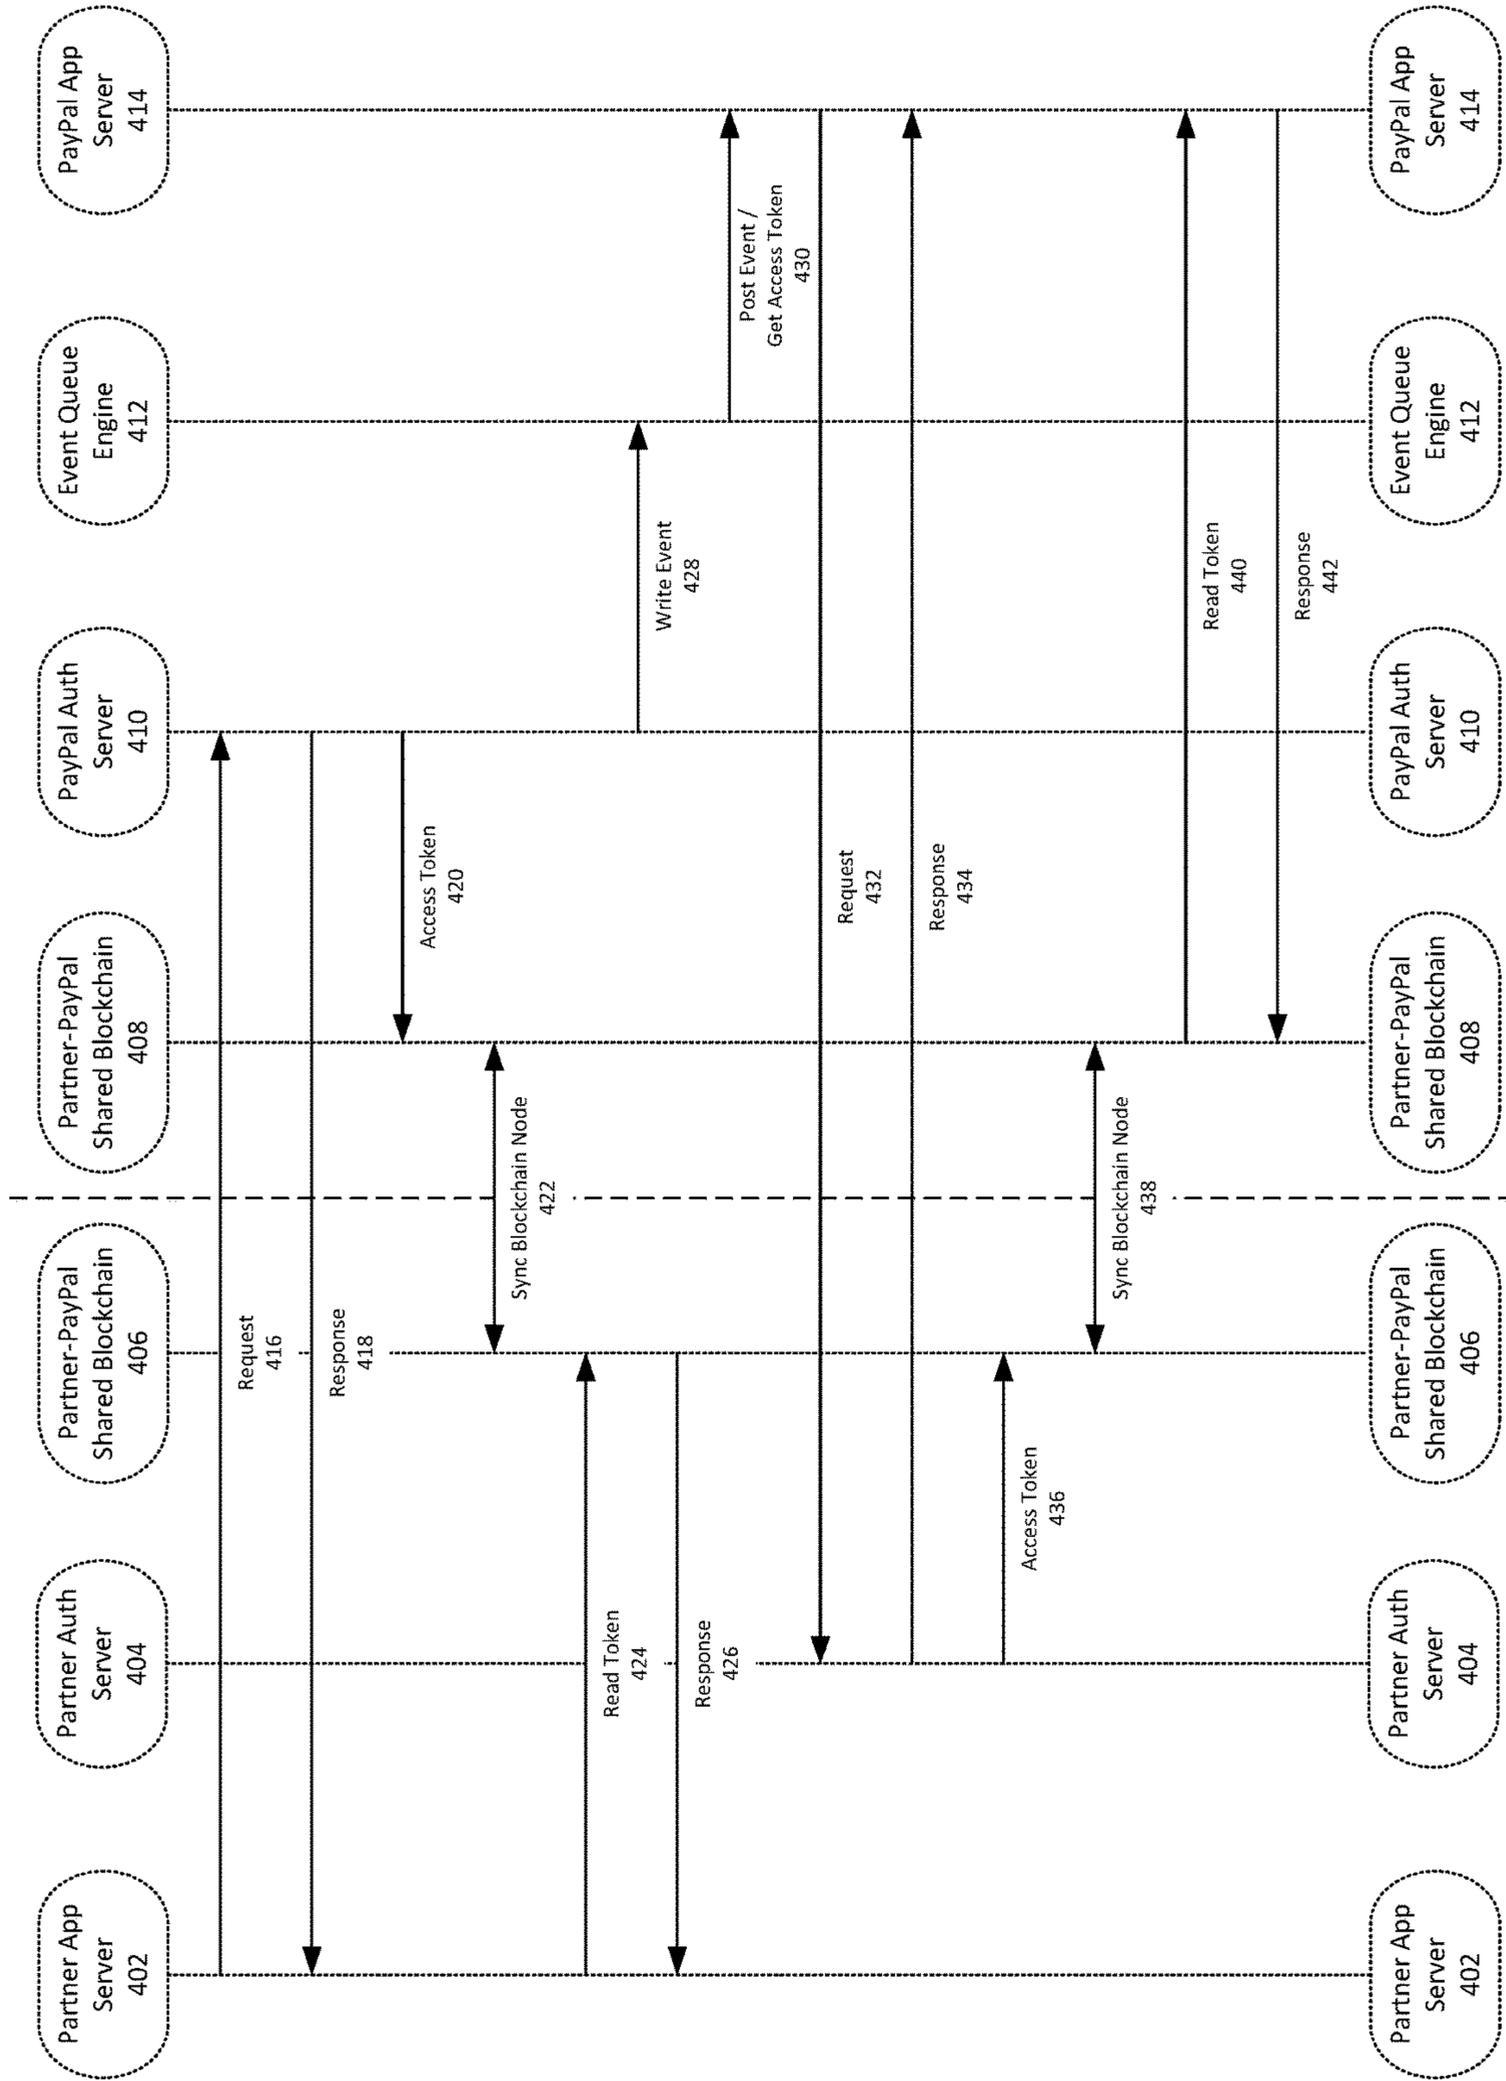 Partner App
Server
402
Partner Auth
Server
404
Partner-PayPal
Shared Blockchain
406
Partner-PayPal
Shared Blockchain
408
PayPal Auth
Server
410
Event Queue
Engine
412
PayPal App
Server
414
Request
416
Response
418
Access Token
420
Sync Blockchain Node
422
Read Token
424
Response
426
Write Event
428
Post Event /
Get Access Token
430
Request
432
Response
434
Access Token
436
Sync Blockchain Node
438
Read Token
440
Response
442
Partner App
Server
402
Partner Auth
Server
404
Partner-PayPal
Shared Blockchain
406
Partner-PayPal
Shared Blockchain
408
PayPal Auth
Server
410
Event Queue
Engine
412
PayPal App
Server
414